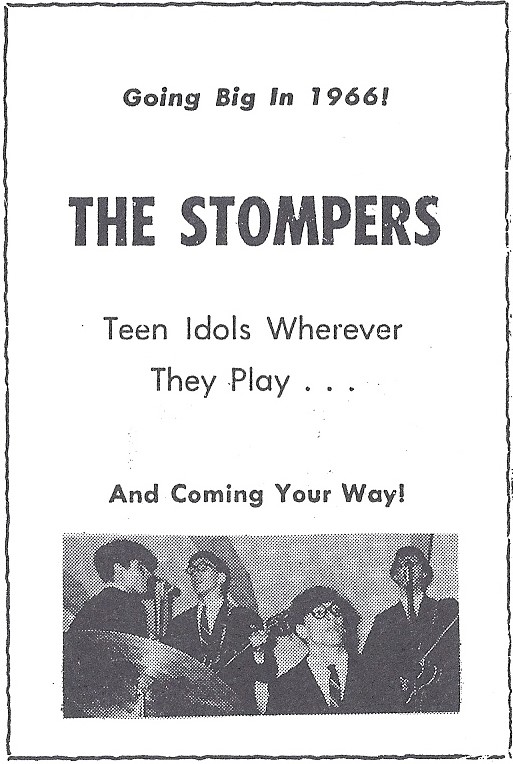 Going Big In 1966!
THE STOMPERS
Teen Idols Wherever
They Play . . .
And Coming Your Way!